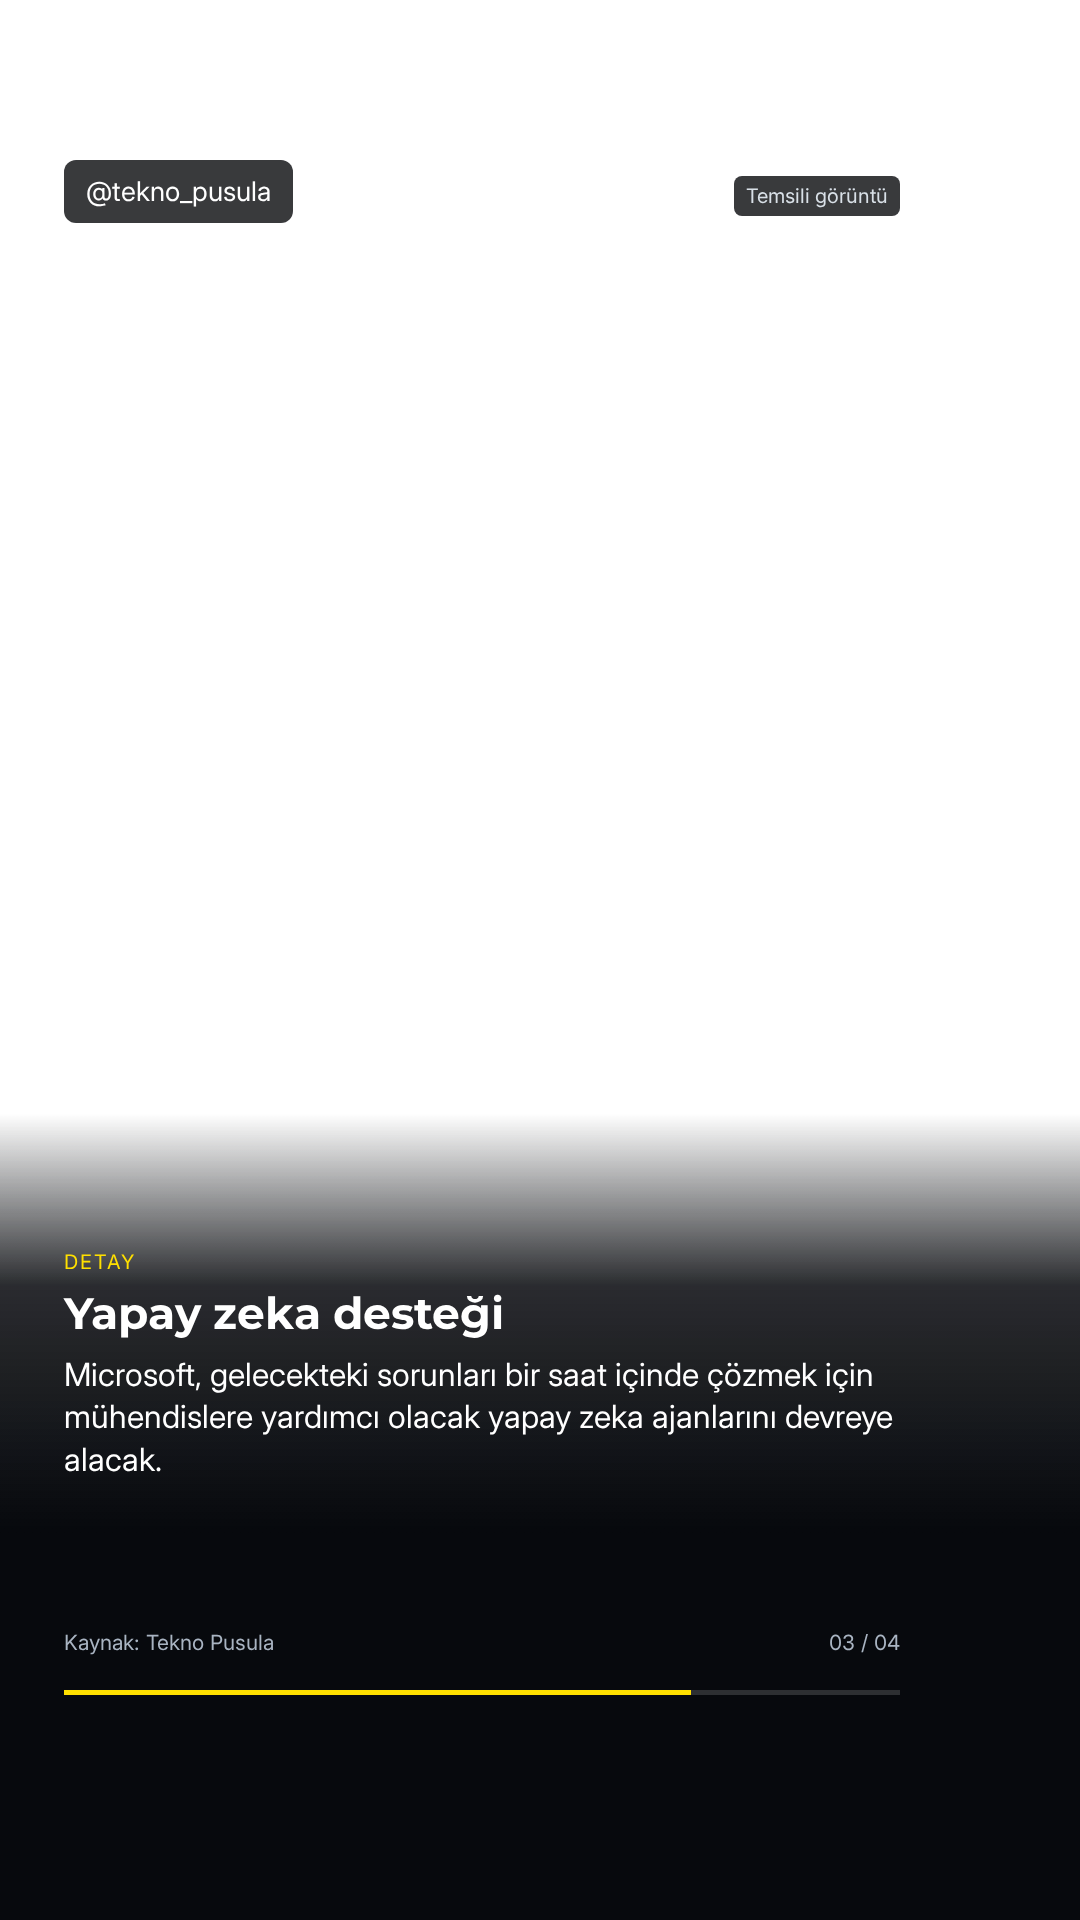 @tekno_pusula
Temsili görüntü
DETAY
Yapay zeka desteği
Microsoft, gelecekteki sorunları bir saat içinde çözmek için
mühendislere yardımcı olacak yapay zeka ajanlarını devreye
alacak.
Kaynak: Tekno Pusula
03 / 04